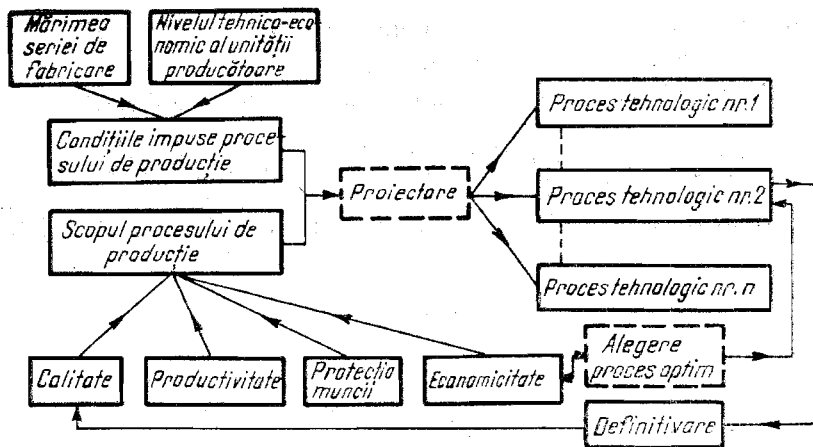 Mărimea
seriei de
fabricare
Nivelul tehnica-eco-
nomic al unității
producătoare
Condițiile impuse proce-
sului de producție
Scopul procesului de
producție
Proiectare
Proces tehnologic nr.1
Proces tehnologic nr.2
Proces tehnologic nr. n
Calitate
Productivitate
Protecția
muncii
Economicitate
Alegere
proces optim
Definitivare